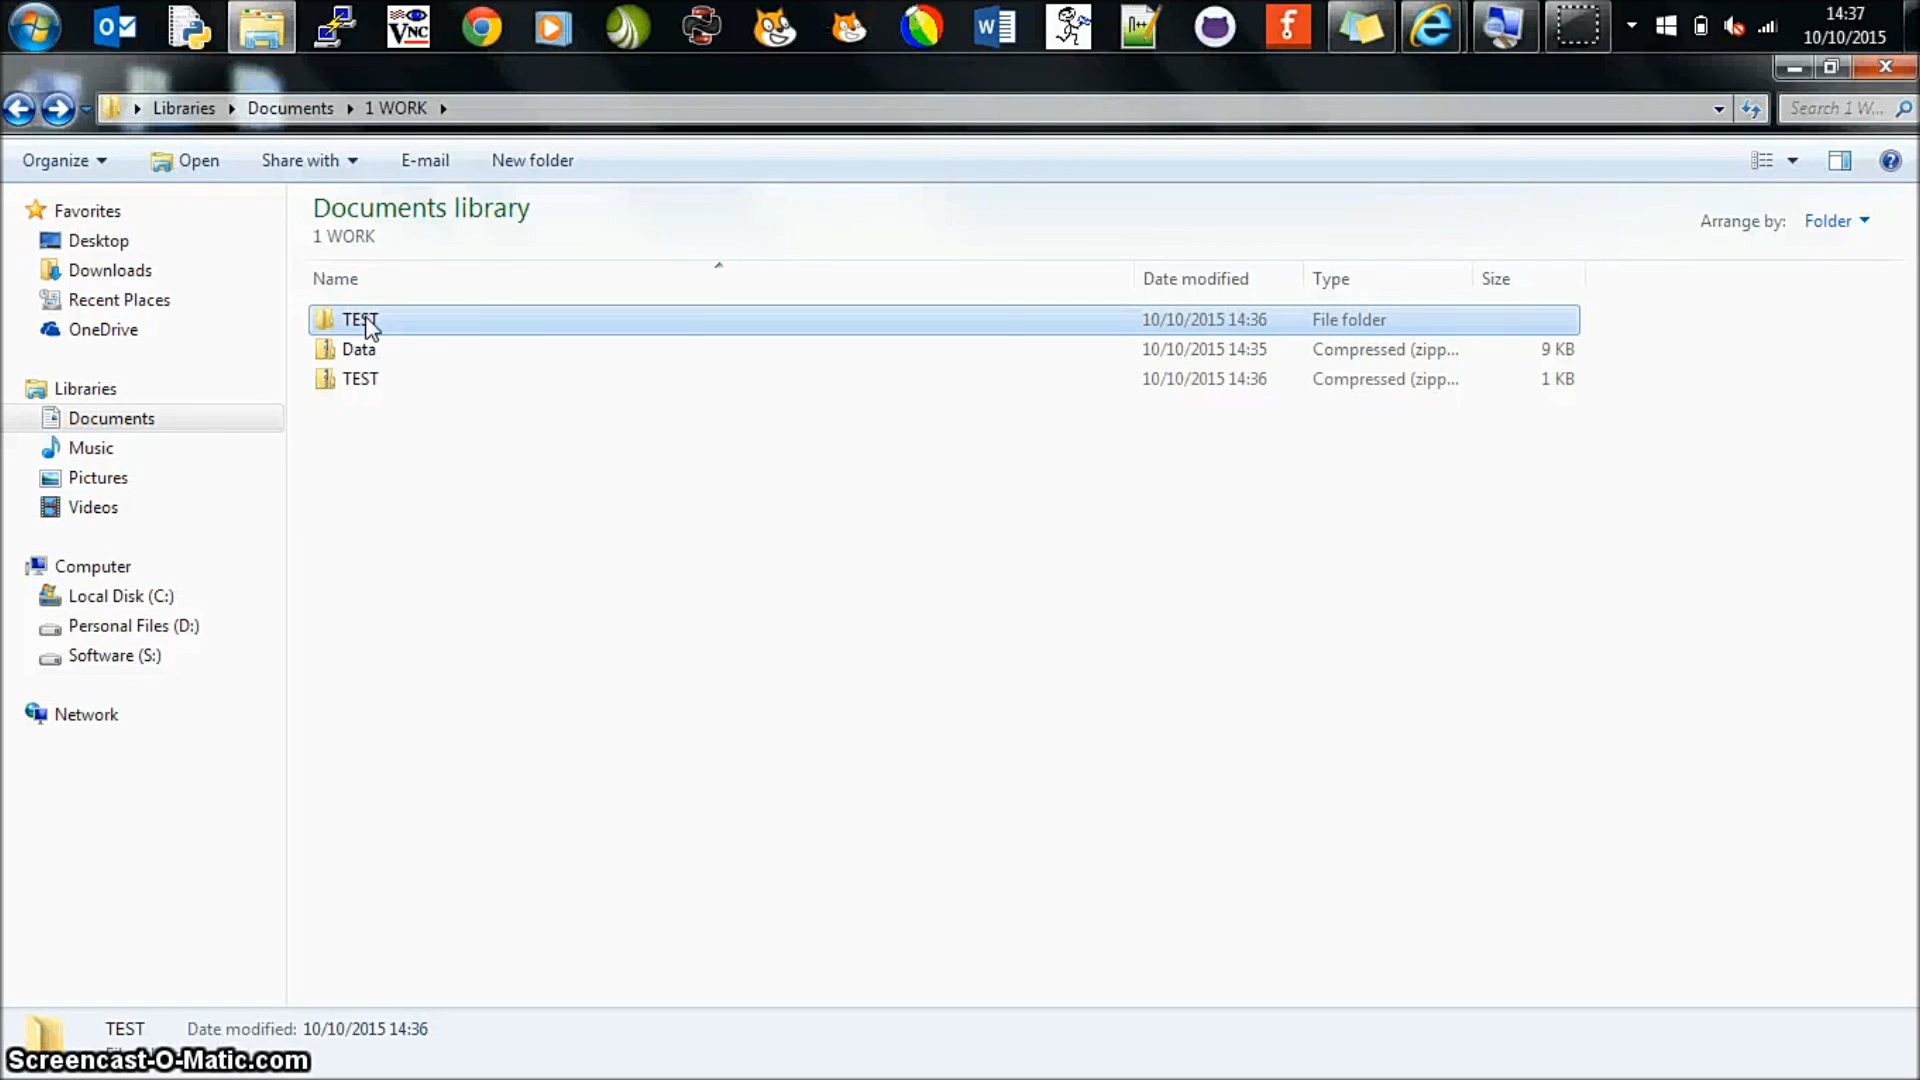 14:37
10/10/2015
Libraries Documents 1 WORK
Search 1 W...
Organize Open Share with E-mail New folder
Documents library
1 WORK
Arrange by: Folder
Name Date modified Type Size
TEST 10/10/2015 14:36 File folder
Data 10/10/2015 14:35 Compressed (zipp... 9 KB
TEST 10/10/2015 14:36 Compressed (zipp... 1 KB
Favorites
Desktop
Downloads
Recent Places
OneDrive
Libraries
Documents
Music
Pictures
Videos
Computer
Local Disk (C:)
Personal Files (D:)
Software (S:)
Network
TEST Date modified: 10/10/2015 14:36
Screencast-O-Matic.com